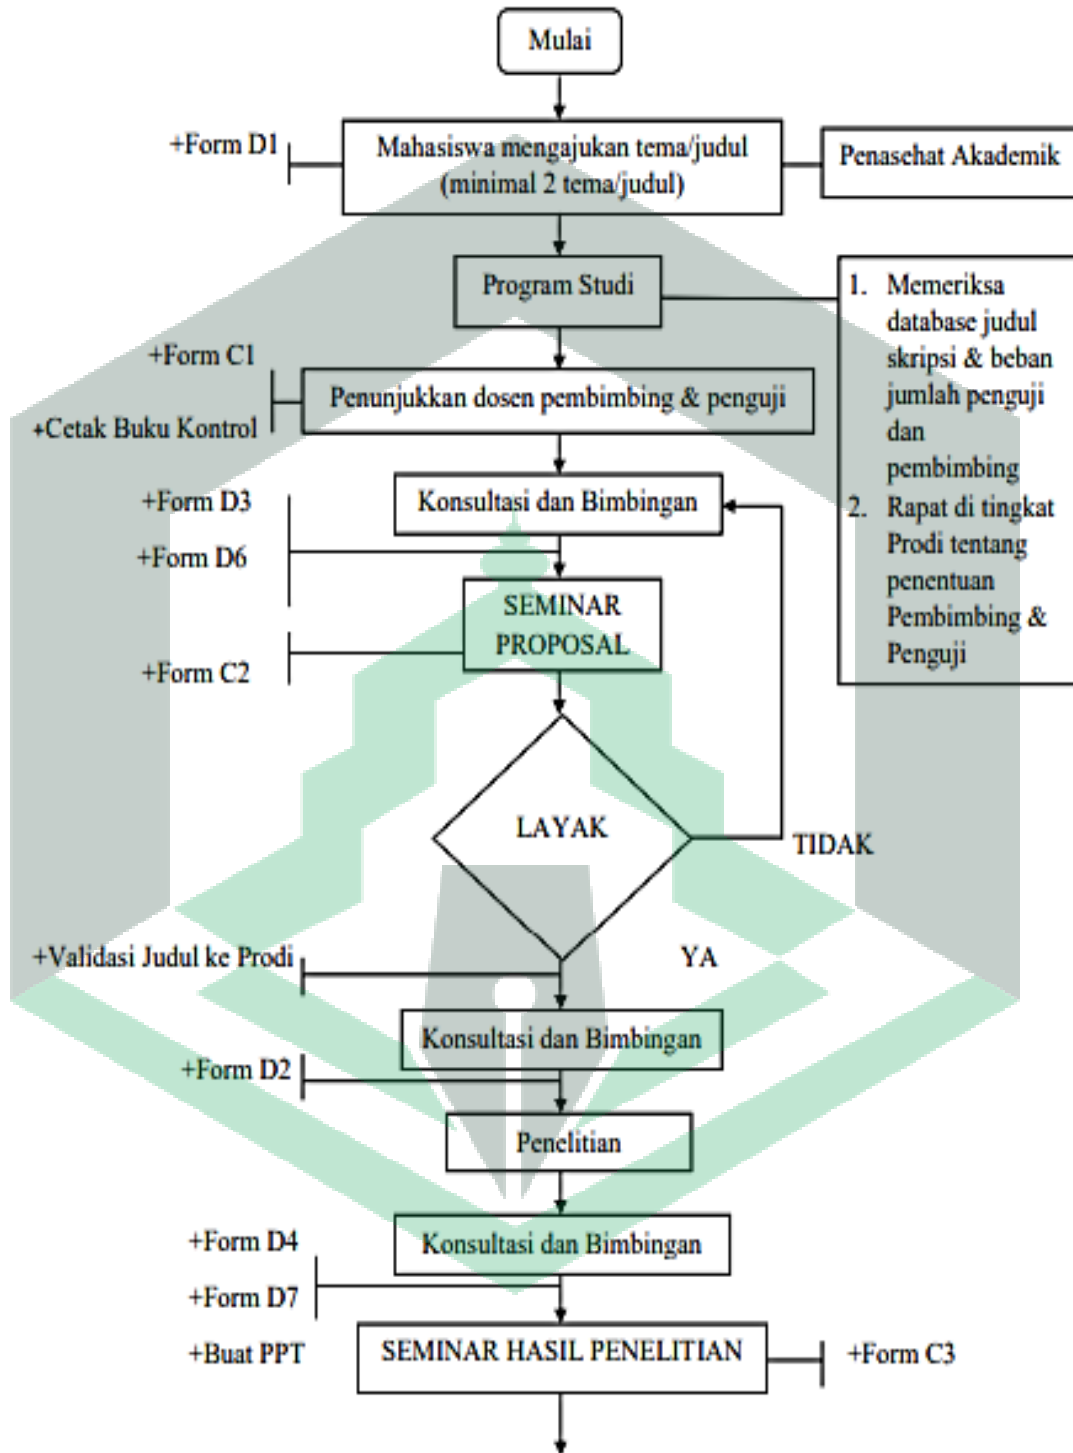 Mulai
+Form D1
Mahasiswa mengajukan tema/judul
(minimal 2 tema/judul)
Penasehat Akademik
Program Studi
1. Memeriksa
database judul
skripsi & beban
jumlah penguji
dan
pembimbing
2. Rapat di tingkat
Prodi tentang
penentuan
Pembimbing &
Penguji
+Form C1
Penunjukkan dosen pembimbing & penguji
+Cetak Buku Kontrol
+Form D3
Konsultasi dan Bimbingan
+Form D6
SEMINAR
PROPOSAL
+Form C2
LAYAK
TIDAK
+Validasi Judul ke Prodi
YA
Konsultasi dan Bimbingan
+Form D2
Penelitian
+Form D4
Konsultasi dan Bimbingan
+Form D7
+Buat PPT
SEMINAR HASIL PENELITIAN
+Form C3